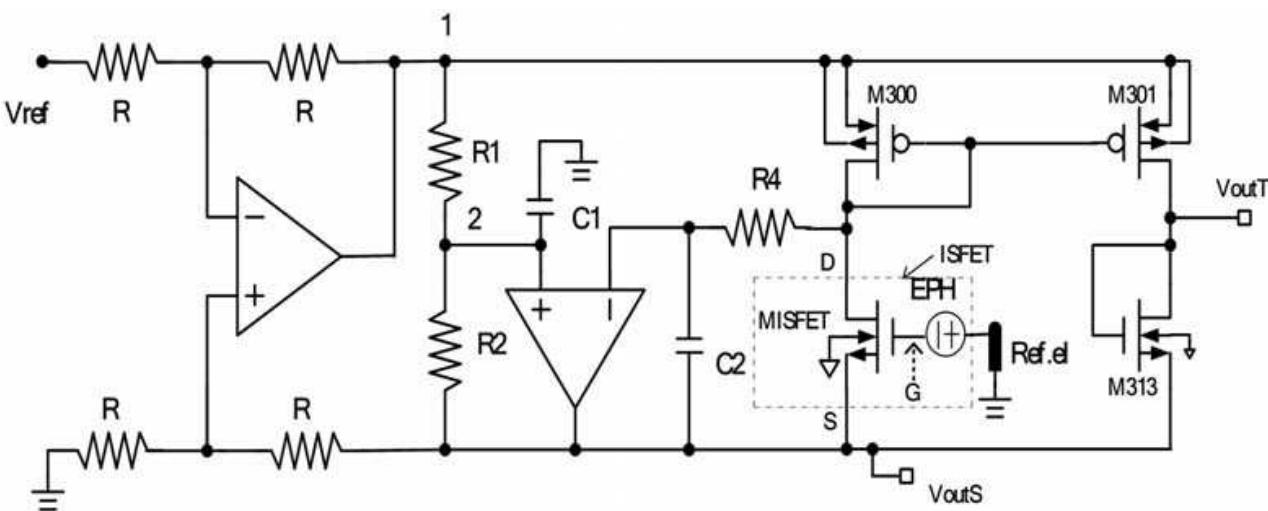 1
Vref
R
R
M300
M301
R1
R4
VoutT
2
C1
D
ISFET
EPH
−
+
+
−
MISFET
R2
C2
G
Ref.el
M313
R
R
S
VoutS